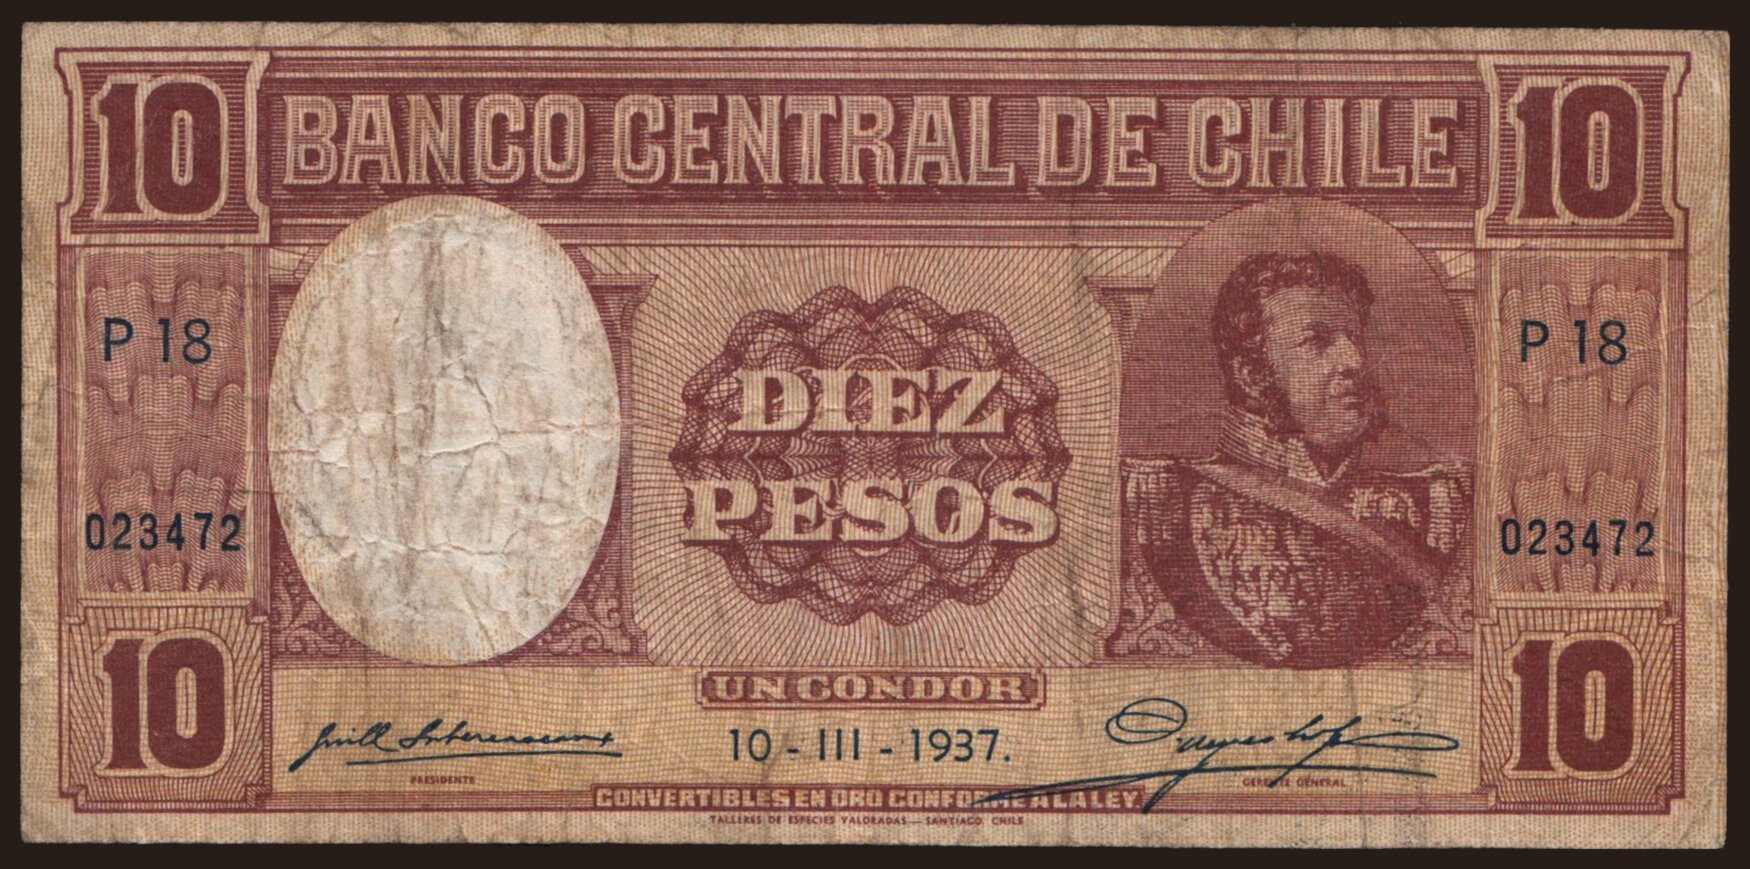 10 BANCO CENTRAL DE CHILE 10
P 18 P 18
DIEZ
PESOS
023472 023472
UN CONDOR
10 10
10 - III - 1937.
PRESIDENTE GERENTE GENERAL
CONVERTIBLES EN ORO CONFORME A LA LEY
TALLERES DE ESPECIES VALORADAS — SANTIAGO CHILE